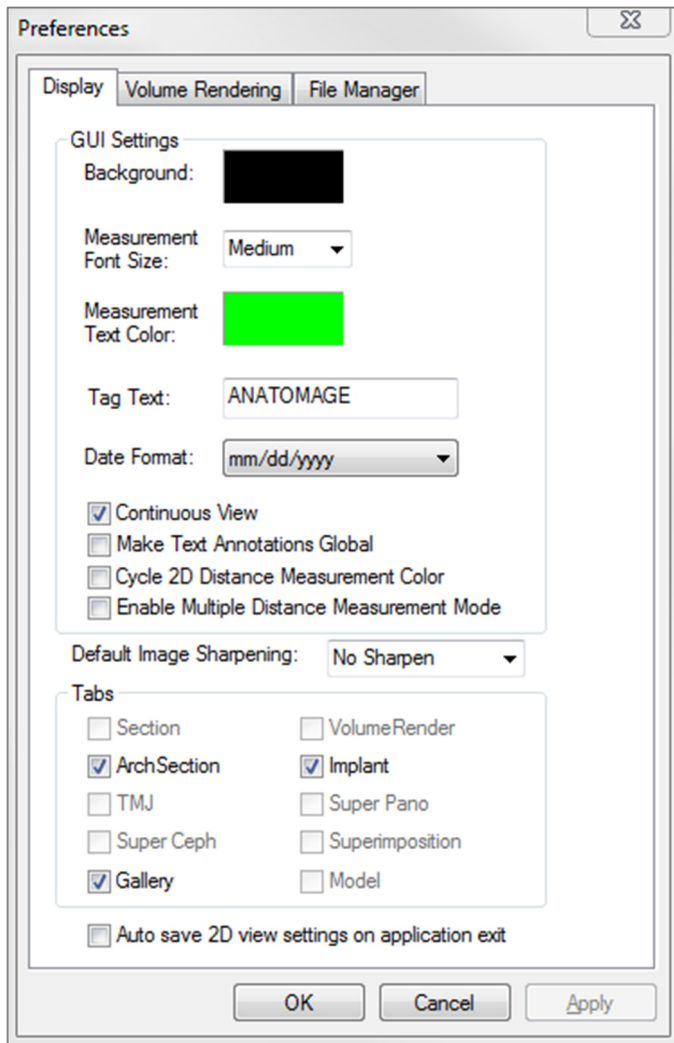 Preferences
Display Volume Rendering File Manager
GUI Settings
Background:
Measurement
Font Size: Medium
Measurement
Text Color:
Tag Text: ANATOMAGE
Date Format: mm/dd/yyyy
Continuous View
Make Text Annotations Global
Cycle 2D Distance Measurement Color
Enable Multiple Distance Measurement Mode
Default Image Sharpening: No Sharpen
Tabs
Section VolumeRender
ArchSection Implant
TMJ Super Pano
Super Ceph Superimposition
Gallery Model
Auto save 2D view settings on application exit
OK Cancel Apply